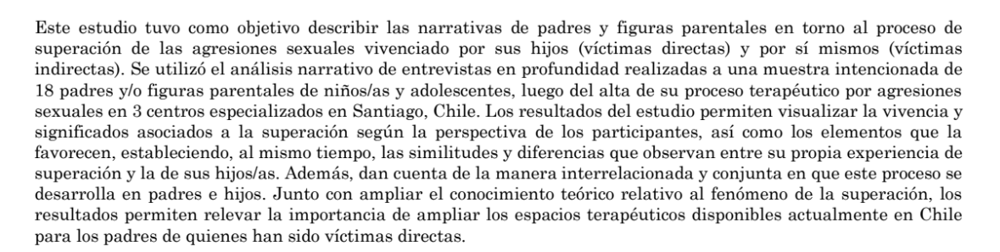 Este estudio tuvo como objetivo describir las narrativas de padres y figuras parentales en torno al proceso de
superación de las agresiones sexuales vivenciado por sus hijos (víctimas directas) y por sí mismos (víctimas
indirectas). Se utilizó el análisis narrativo de entrevistas en profundidad realizadas a una muestra intencionada de
18 padres y/o figuras parentales de niños/as y adolescentes, luego del alta de su proceso terapéutico por agresiones
sexuales en 3 centros especializados en Santiago, Chile. Los resultados del estudio permiten visualizar la vivencia y
significados asociados a la superación según la perspectiva de los participantes, así como los elementos que la
favorecen, estableciendo, al mismo tiempo, las similitudes y diferencias que observan entre su propia experiencia de
superación y la de sus hijos/as. Además, dan cuenta de la manera interrelacionada y conjunta en que este proceso se
desarrolla en padres e hijos. Junto con ampliar el conocimiento teórico relativo al fenómeno de la superación, los
resultados permiten relevar la importancia de ampliar los espacios terapéuticos disponibles actualmente en Chile
para los padres de quienes han sido víctimas directas.